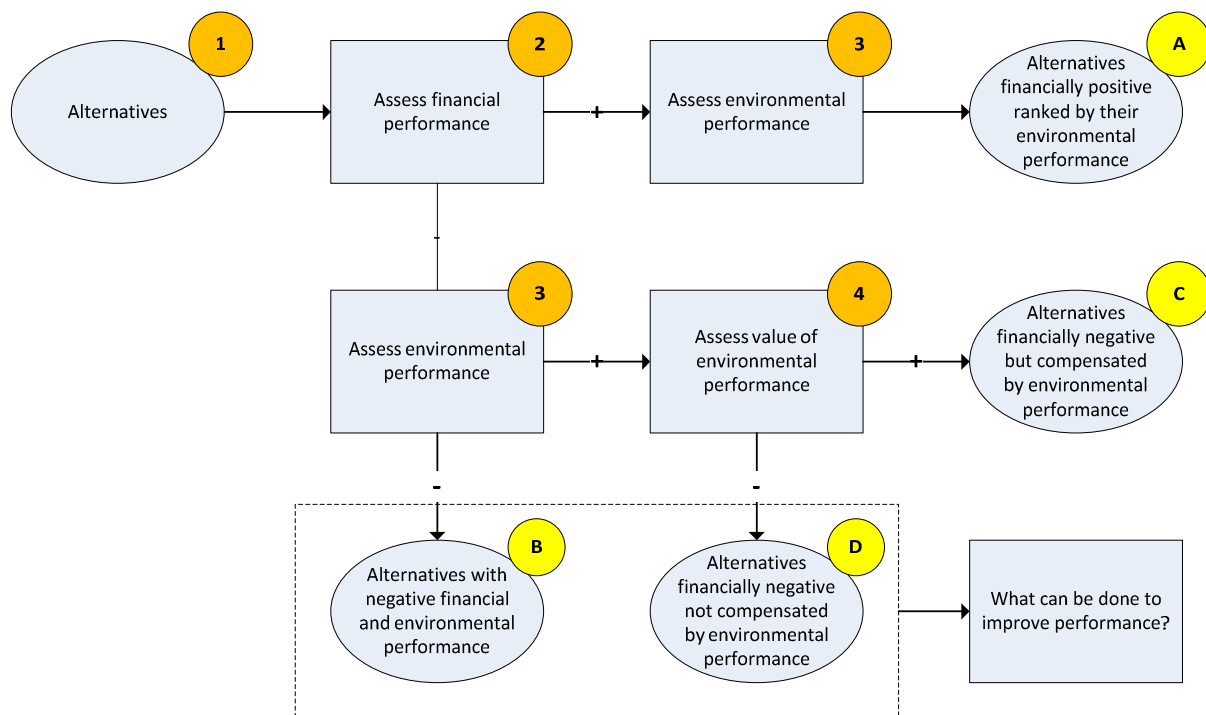 1
2
3
A
Alternatives
Assess financial
performance
+
Assess environmental
performance
Alternatives
financially positive
ranked by their
environmental
performance
-
3
4
C
Assess environmental
performance
+
Assess value of
environmental
performance
+
Alternatives
financially negative
but compensated
by environmental
performance
-
-
B
D
Alternatives with
negative financial
and environmental
performance
Alternatives
financially negative
not compensated
by environmental
performance
What can be done to
improve performance?